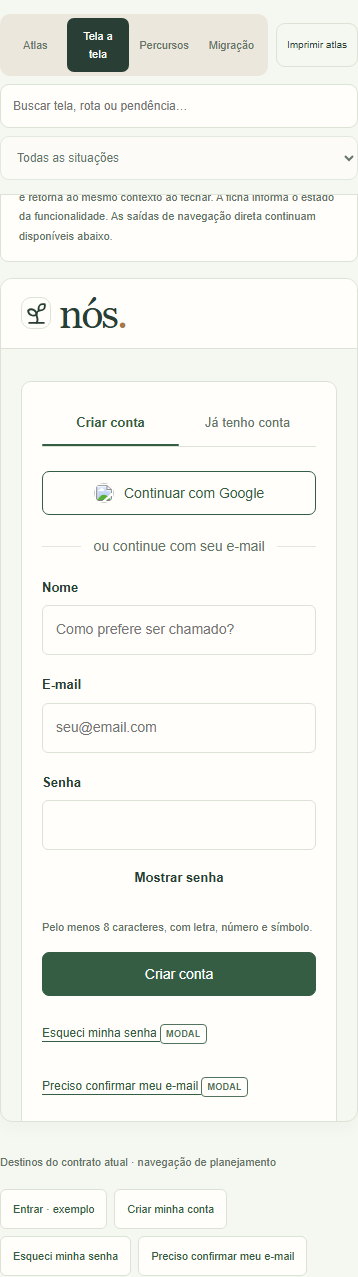 Atlas
Tela a
tela
Percursos
Migração
Imprimir atlas
Buscar tela, rota ou pendência…
Todas as situações
e retorna ao mesmo contexto ao fechar. A ficha informa o estado
da funcionalidade. As saídas de navegação direta continuam
disponíveis abaixo.
nós.
Criar conta
Já tenho conta
Continuar com Google
ou continue com seu e-mail
Nome
Como prefere ser chamado?
E-mail
seu@email.com
Senha
Mostrar senha
Pelo menos 8 caracteres, com letra, número e símbolo.
Criar conta
Esqueci minha senha MODAL
Preciso confirmar meu e-mail MODAL
Destinos do contrato atual · navegação de planejamento
Entrar · exemplo
Criar minha conta
Esqueci minha senha
Preciso confirmar meu e-mail